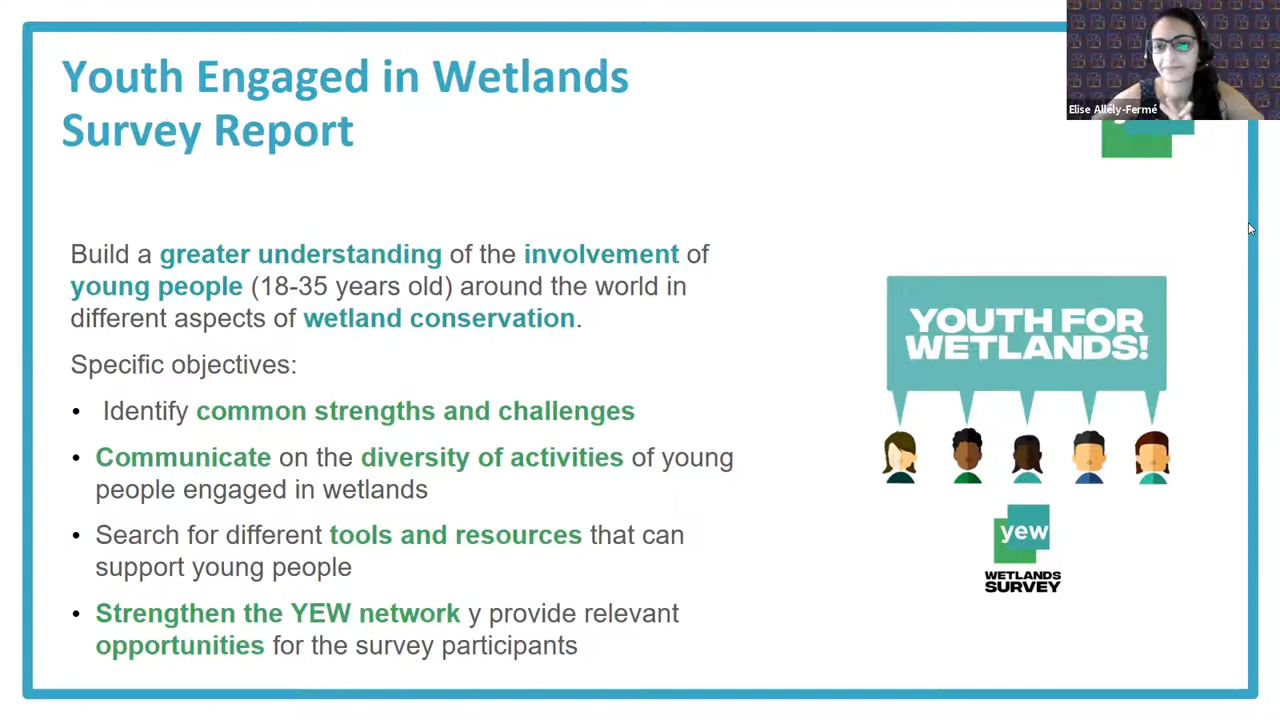 Youth Engaged in Wetlands
Survey Report
Elise Allély-Fermé
Build a greater understanding of the involvement of
young people (18-35 years old) around the world in
different aspects of wetland conservation.
Specific objectives:
• Identify common strengths and challenges
• Communicate on the diversity of activities of young
people engaged in wetlands
• Search for different tools and resources that can
support young people
• Strengthen the YEW network y provide relevant
opportunities for the survey participants
YOUTH FOR
WETLANDS!
yew
WETLANDS
SURVEY